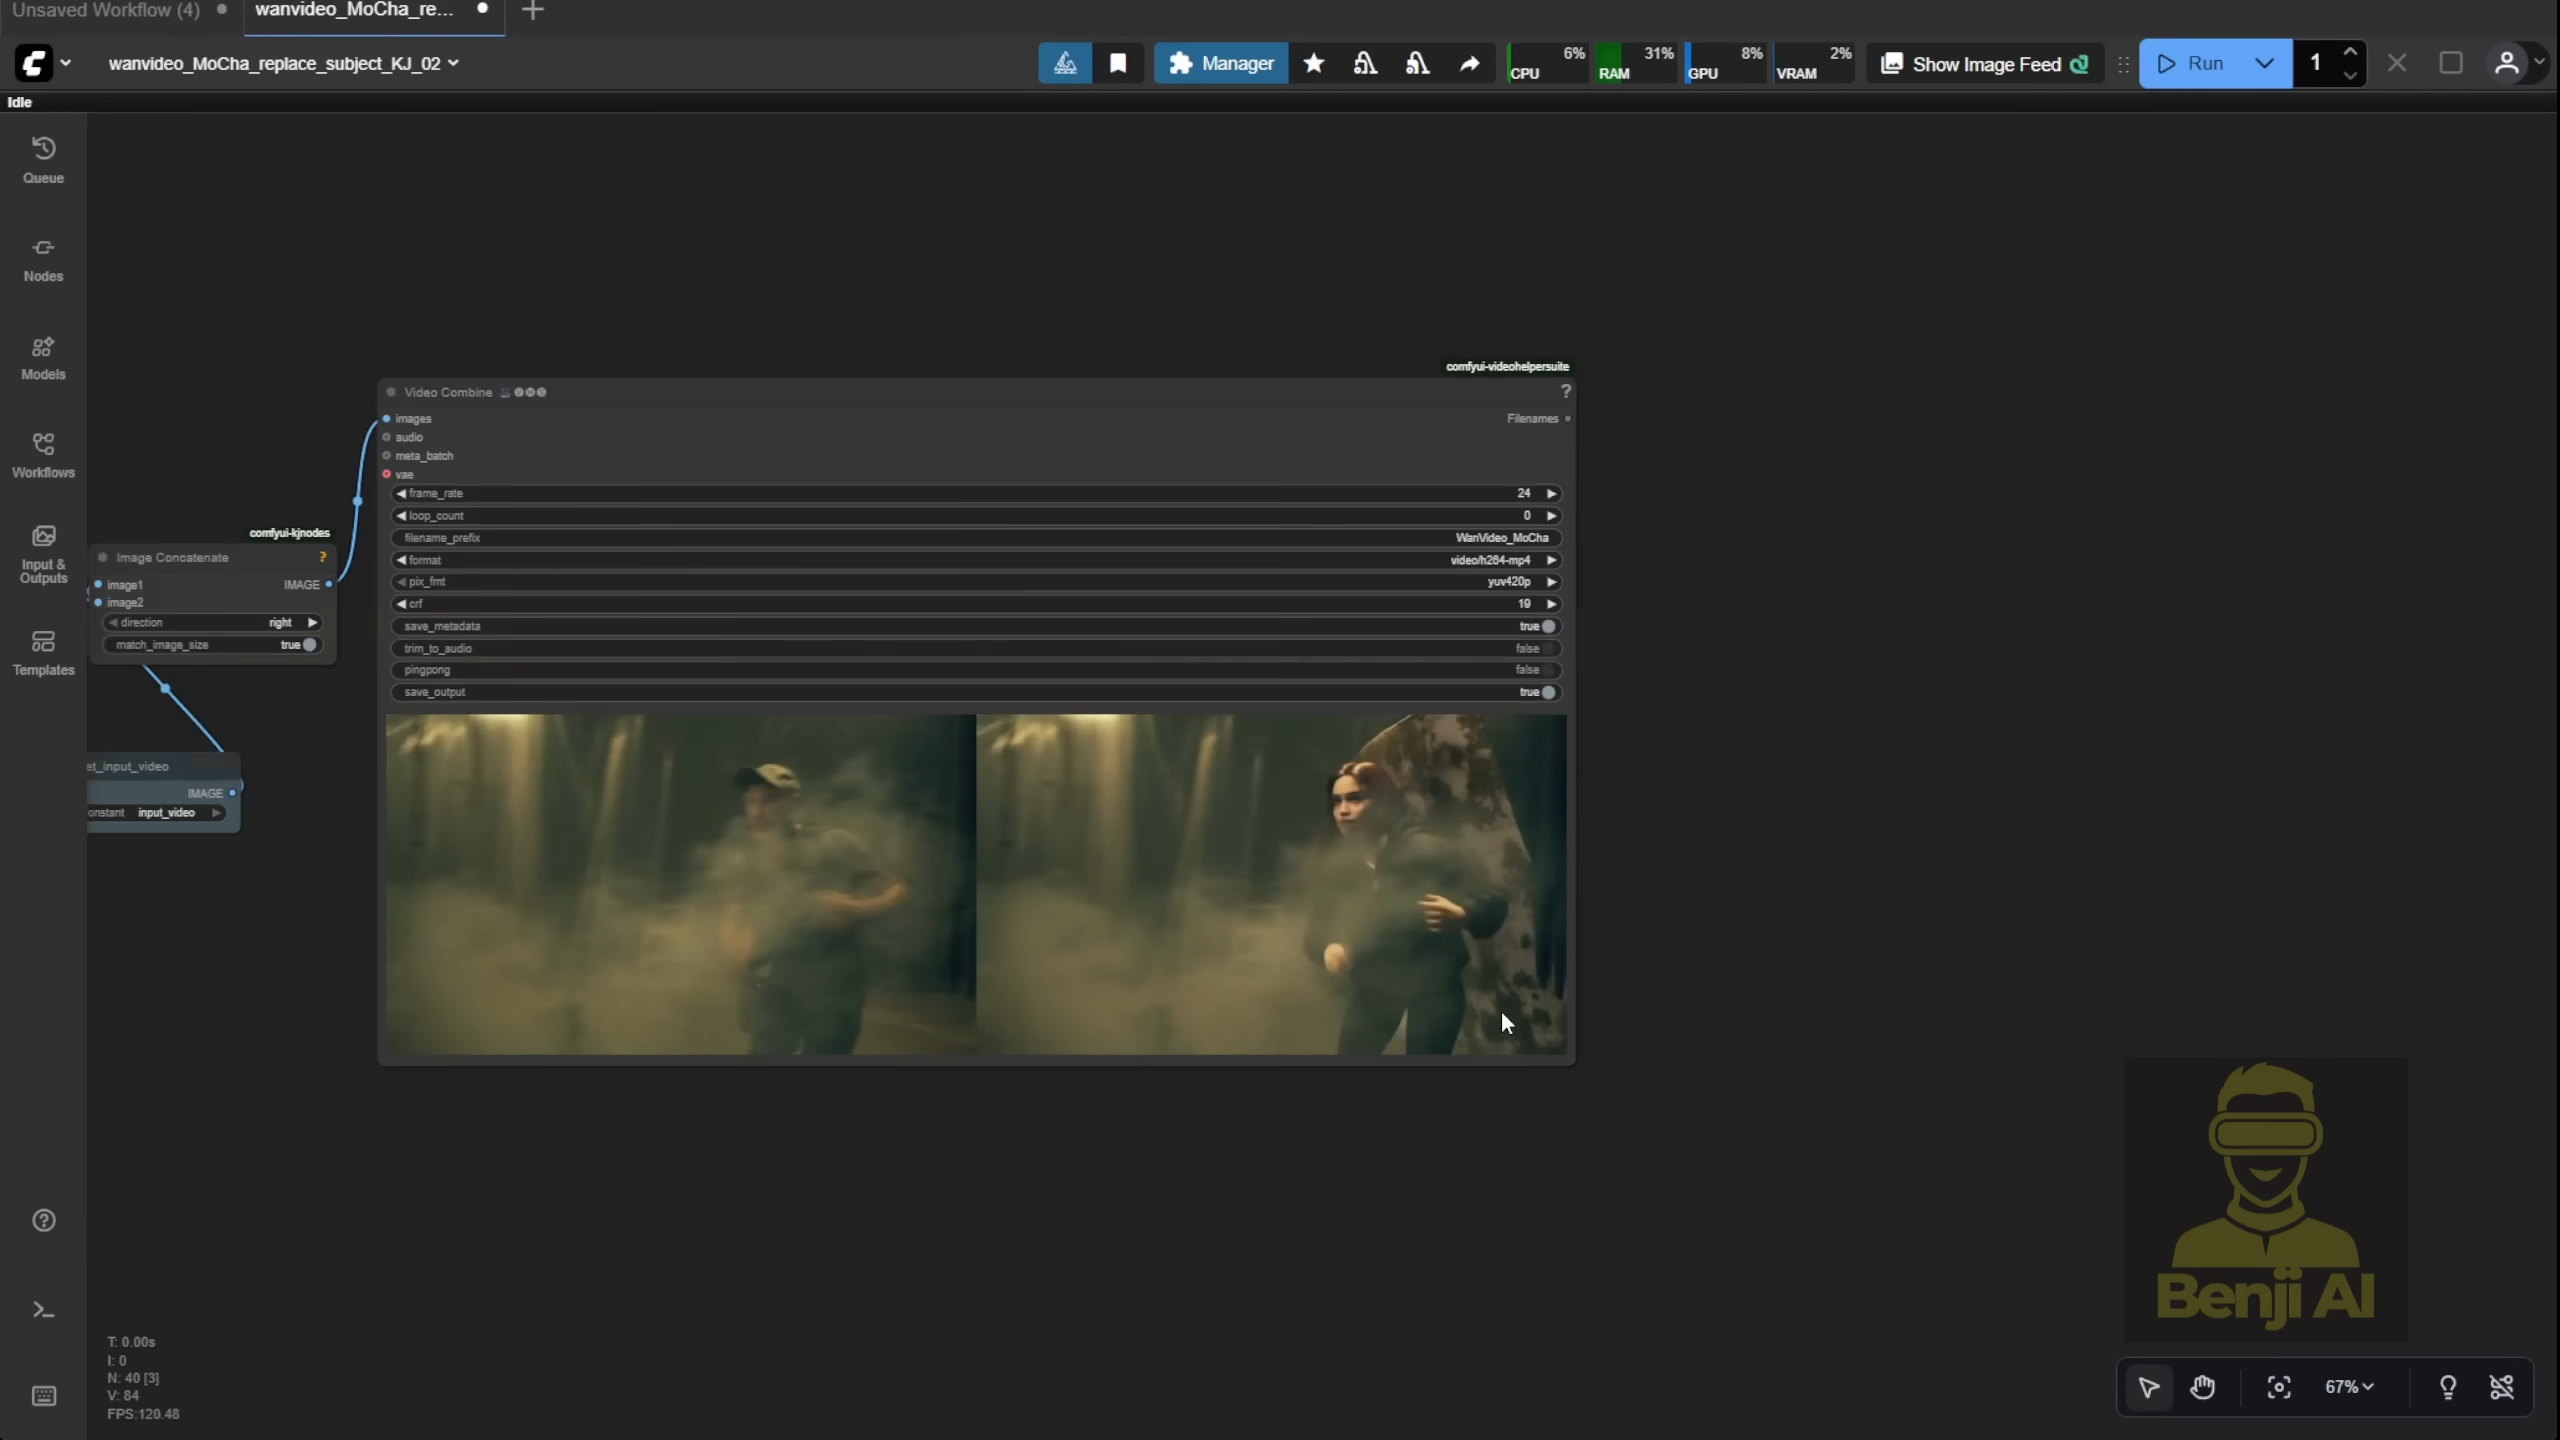 Unsaved Workflow (4)
wanvideo_MoCha_re...
wanvideo_MoCha_replace_subject_KJ_02
Manager
CPU 6%
RAM 31%
GPU 8%
VRAM 2%
Show Image Feed
Run
1
Idle
Queue
Nodes
Models
Workflows
Input &
Outputs
Templates
comfyui-videohelpersuite
Video Combine
?
images
Filenames
audio
meta_batch
vae
frame_rate 24
loop_count 0
filename_prefix WanVideo_MoCha
format video/h264-mp4
pix_fmt yuv420p
crf 19
save_metadata true
trim_to_audio false
pingpong false
save_output true
comfyui-kjnodes
Image Concatenate ?
image1 IMAGE
image2
direction right
match_image_size true
et_input_video
IMAGE
onstant input_video
Benji AI
T: 0.00s
I: 0
N: 40 [3]
V: 84
FPS:120.48
67%